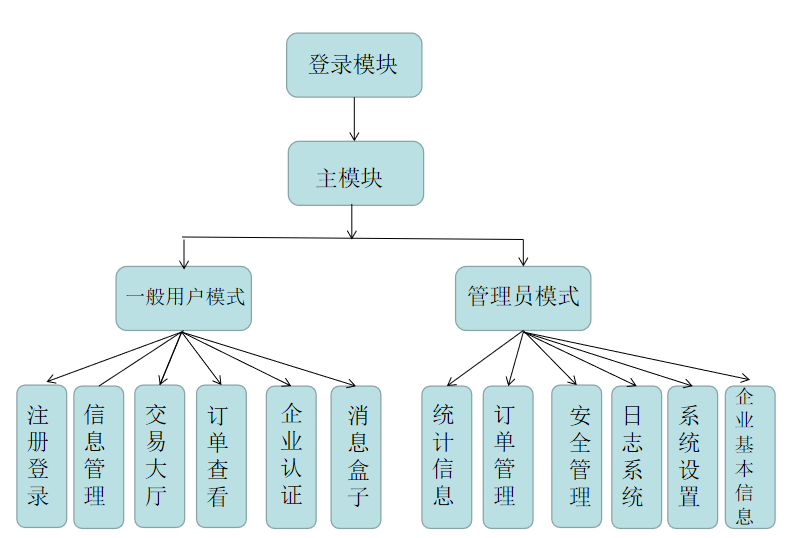 登录模块
主模块
一般用户模式
管理员模式
注册登录
信息管理
交易大厅
订单查看
企业认证
消息盒子
统计信息
订单管理
安全管理
日志系统
系统设置
企业基本信息